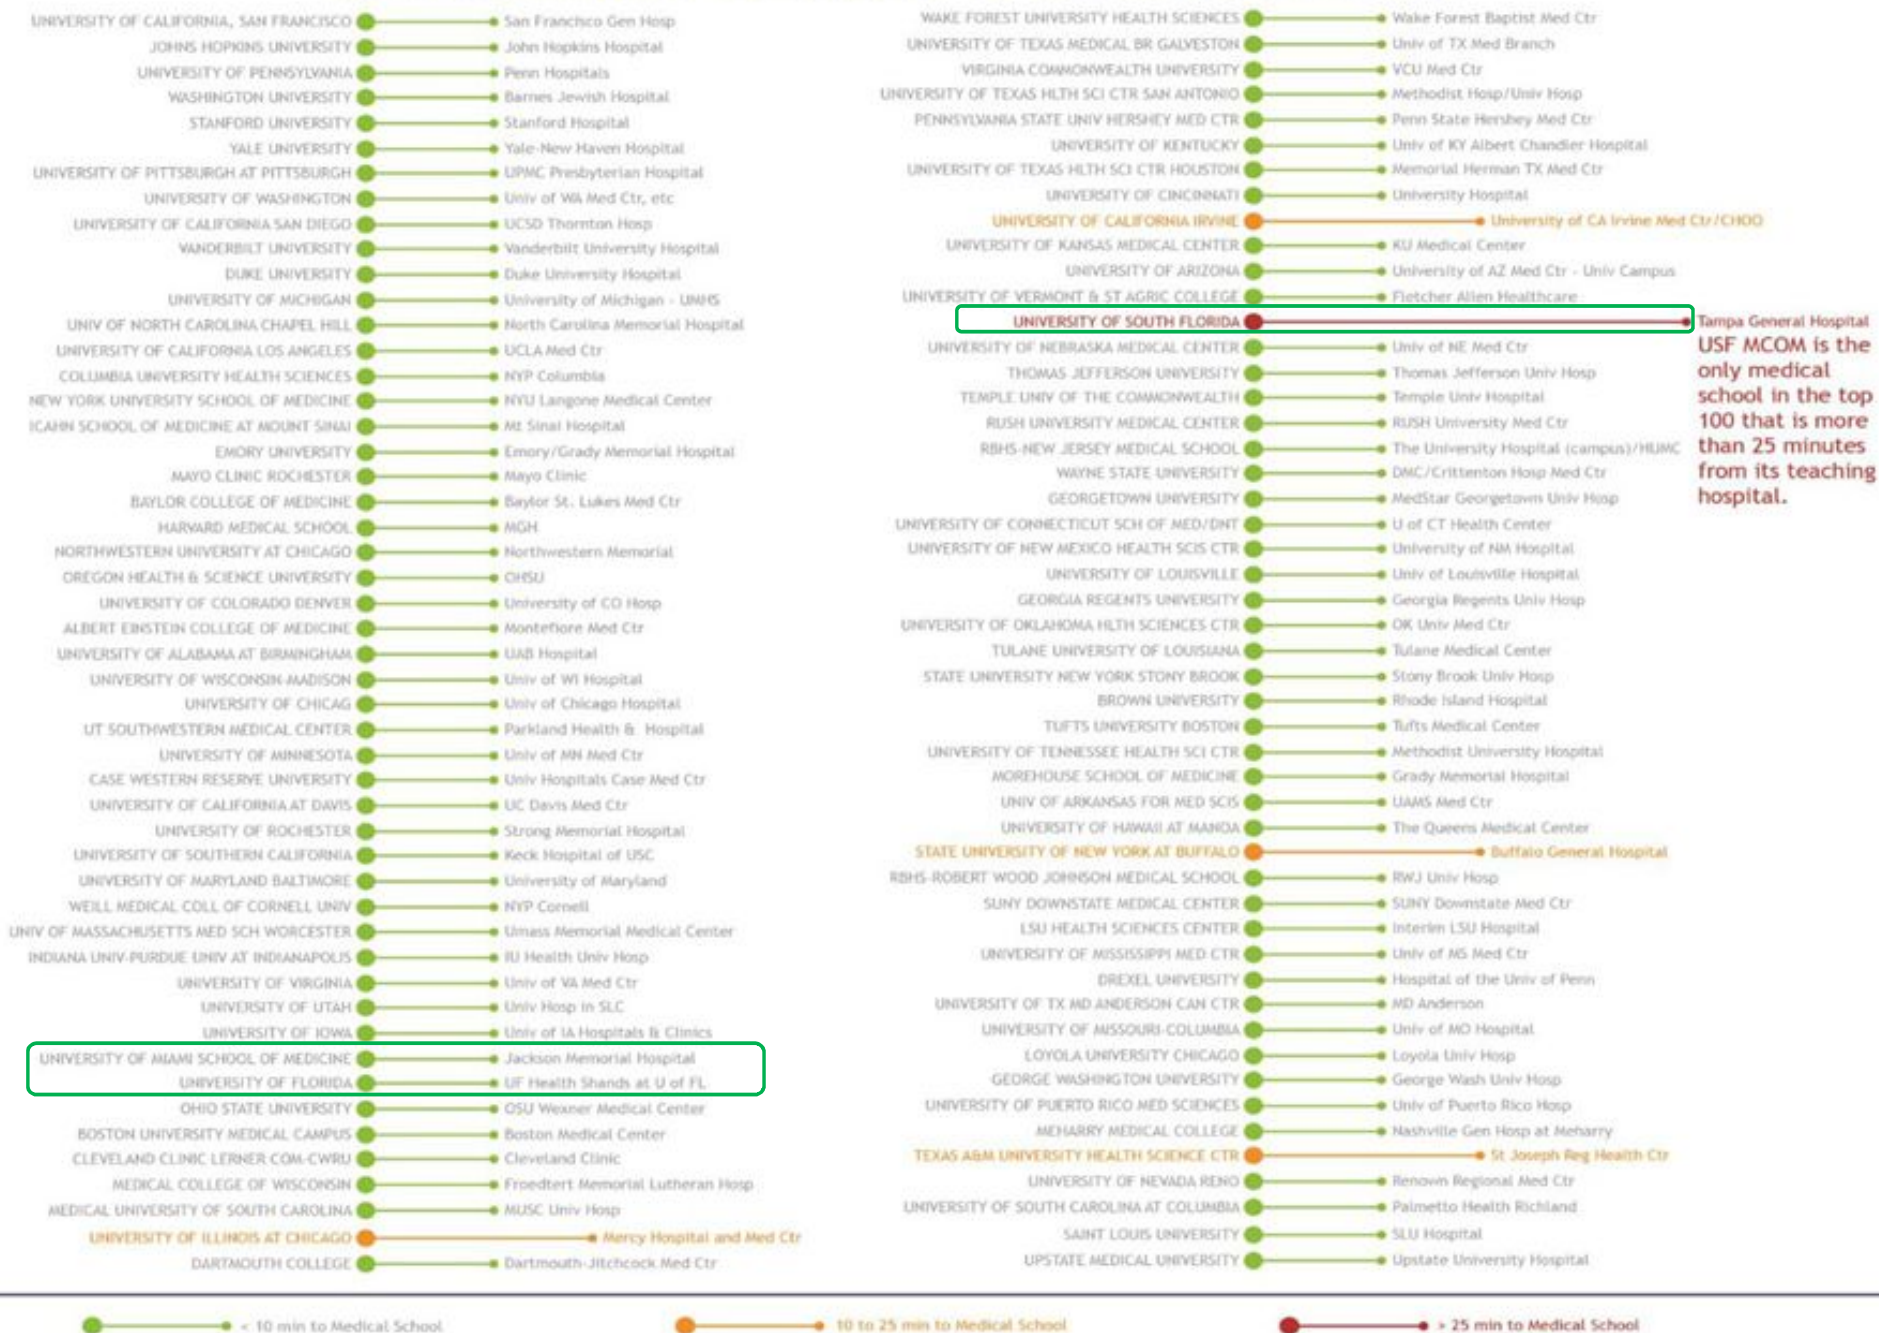 UNIVERSITY OF CALIFORNIA, SAN FRANCISCO San Francisco Gen Hosp
JOHNS HOPKINS UNIVERSITY John Hopkins Hospital
UNIVERSITY OF PENNSYLVANIA Penn Hospitals
WASHINGTON UNIVERSITY Barnes Jewish Hospital
STANFORD UNIVERSITY Stanford Hospital
YALE UNIVERSITY Yale-New Haven Hospital
UNIVERSITY OF PITTSBURGH AT PITTSBURGH UPMC Presbyterian Hospital
UNIVERSITY OF WASHINGTON Univ of WA Med Ctr, etc
UNIVERSITY OF CALIFORNIA SAN DIEGO UCSD Thornton Hosp
VANDERBILT UNIVERSITY Vanderbilt University Hospital
DUKE UNIVERSITY Duke University Hospital
UNIVERSITY OF MICHIGAN University of Michigan - UMHS
UNIV OF NORTH CAROLINA CHAPEL HILL North Carolina Memorial Hospital
UNIVERSITY OF CALIFORNIA LOS ANGELES UCLA Med Ctr
COLUMBIA UNIVERSITY HEALTH SCIENCES NYP Columbia
NEW YORK UNIVERSITY SCHOOL OF MEDICINE NYU Langone Medical Center
ICAHN SCHOOL OF MEDICINE AT MOUNT SINAI Mt Sinai Hospital
EMORY UNIVERSITY Emory/Grady Memorial Hospital
MAYO CLINIC ROCHESTER Mayo Clinic
BAYLOR COLLEGE OF MEDICINE Baylor St. Lukes Med Ctr
HARVARD MEDICAL SCHOOL MGH
NORTHWESTERN UNIVERSITY AT CHICAGO Northwestern Memorial
OREGON HEALTH & SCIENCE UNIVERSITY OHSU
UNIVERSITY OF COLORADO DENVER University of CO Hosp
ALBERT EINSTEIN COLLEGE OF MEDICINE Montefiore Med Ctr
UNIVERSITY OF ALABAMA AT BIRMINGHAM UAB Hospital
UNIVERSITY OF WISCONSIN-MADISON Univ of WI Hospital
UNIVERSITY OF CHICAG Univ of Chicago Hospital
UT SOUTHWESTERN MEDICAL CENTER Parkland Health & Hospital
UNIVERSITY OF MINNESOTA Univ of MN Med Ctr
CASE WESTERN RESERVE UNIVERSITY Univ Hospitals Case Med Ctr
UNIVERSITY OF CALIFORNIA AT DAVIS UC Davis Med Ctr
UNIVERSITY OF ROCHESTER Strong Memorial Hospital
UNIVERSITY OF SOUTHERN CALIFORNIA Keck Hospital of USC
UNIVERSITY OF MARYLAND BALTIMORE University of Maryland
WEILL MEDICAL COLL OF CORNELL UNIV NYP Cornell
UNIV OF MASSACHUSETTS MED SCH WORCESTER Umass Memorial Medical Center
INDIANA UNIV-PURDUE UNIV AT INDIANAPOLIS IU Health Univ Hosp
UNIVERSITY OF VIRGINIA Univ of VA Med Ctr
UNIVERSITY OF UTAH Univ Hosp in SLC
UNIVERSITY OF IOWA Univ of IA Hospitals & Clinics
UNIVERSITY OF MIAMI SCHOOL OF MEDICINE Jackson Memorial Hospital
UNIVERSITY OF FLORIDA UF Health Shands at U of FL
OHIO STATE UNIVERSITY OSU Wexner Medical Center
BOSTON UNIVERSITY MEDICAL CAMPUS Boston Medical Center
CLEVELAND CLINIC LERNER COM-CWRU Cleveland Clinic
MEDICAL COLLEGE OF WISCONSIN Froedtert Memorial Lutheran Hosp
MEDICAL UNIVERSITY OF SOUTH CAROLINA MUSC Univ Hosp
UNIVERSITY OF ILLINOIS AT CHICAGO Mercy Hospital and Med Ctr
DARTMOUTH COLLEGE Dartmouth-Jitchcock Med Ctr
WAKE FOREST UNIVERSITY HEALTH SCIENCES Wake Forest Baptist Med Ctr
UNIVERSITY OF TEXAS MEDICAL BR GALVESTON Univ of TX Med Branch
VIRGINIA COMMONWEALTH UNIVERSITY VCU Med Ctr
UNIVERSITY OF TEXAS HLTH SCI CTR SAN ANTONIO Methodist Hosp/Univ Hosp
PENNSYLVANIA STATE UNIV HERSHEY MED CTR Penn State Hershey Med Ctr
UNIVERSITY OF KENTUCKY Univ of KY Albert Chandler Hospital
UNIVERSITY OF TEXAS HLTH SCI CTR HOUSTON Memorial Herman TX Med Ctr
UNIVERSITY OF CINCINNATI University Hospital
UNIVERSITY OF CALIFORNIA IRVINE University of CA Irvine Med Ctr/CHOO
UNIVERSITY OF KANSAS MEDICAL CENTER KU Medical Center
UNIVERSITY OF ARIZONA University of AZ Med Ctr - Univ Campus
UNIVERSITY OF VERMONT & ST AGRIC COLLEGE Fletcher Allen Healthcare
UNIVERSITY OF SOUTH FLORIDA Tampa General Hospital
USF MCOM is the
only medical
school in the top
100 that is more
than 25 minutes
from its teaching
hospital.
UNIVERSITY OF NEBRASKA MEDICAL CENTER Univ of NE Med Ctr
THOMAS JEFFERSON UNIVERSITY Thomas Jefferson Univ Hosp
TEMPLE UNIV OF THE COMMONWEALTH Temple Univ Hospital
RUSH UNIVERSITY MEDICAL CENTER RUSH University Med Ctr
RBHS-NEW JERSEY MEDICAL SCHOOL The University Hospital (campus)/HUMC
WAYNE STATE UNIVERSITY DMC/Crittenton Hosp Med Ctr
GEORGETOWN UNIVERSITY MedStar Georgetown Univ Hosp
UNIVERSITY OF CONNECTICUT SCH OF MED/DNT U of CT Health Center
UNIVERSITY OF NEW MEXICO HEALTH SCIS CTR University of NM Hospital
UNIVERSITY OF LOUISVILLE Univ of Louisville Hospital
GEORGIA REGENTS UNIVERSITY Georgia Regents Univ Hosp
UNIVERSITY OF OKLAHOMA HLTH SCIENCES CTR OK Univ Med Ctr
TULANE UNIVERSITY OF LOUISIANA Tulane Medical Center
STATE UNIVERSITY NEW YORK STONY BROOK Stony Brook Univ Hosp
BROWN UNIVERSITY Rhode Island Hospital
TUFTS UNIVERSITY BOSTON Tufts Medical Center
UNIVERSITY OF TENNESSEE HEALTH SCI CTR Methodist University Hospital
MOREHOUSE SCHOOL OF MEDICINE Grady Memorial Hospital
UNIV OF ARKANSAS FOR MED SCIS UAMS Med Ctr
UNIVERSITY OF HAWAII AT MANOA The Queens Medical Center
STATE UNIVERSITY OF NEW YORK AT BUFFALO Buffalo General Hospital
RBHS-ROBERT WOOD JOHNSON MEDICAL SCHOOL RWJ Univ Hosp
SUNY DOWNSTATE MEDICAL CENTER SUNY Downstate Med Ctr
LSU HEALTH SCIENCES CENTER Interim LSU Hospital
UNIVERSITY OF MISSISSIPPI MED CTR Univ of MS Med Ctr
DREXEL UNIVERSITY Hospital of the Univ of Penn
UNIVERSITY OF TX MD ANDERSON CAN CTR MD Anderson
UNIVERSITY OF MISSOURI-COLUMBIA Univ of MO Hospital
LOYOLA UNIVERSITY CHICAGO Loyola Univ Hosp
GEORGE WASHINGTON UNIVERSITY George Wash Univ Hosp
UNIVERSITY OF PUERTO RICO MED SCIENCES Univ of Puerto Rico Hosp
MEHARRY MEDICAL COLLEGE Nashville Gen Hosp at Meharry
TEXAS A&M UNIVERSITY HEALTH SCIENCE CTR St Joseph Reg Health Ctr
UNIVERSITY OF NEVADA RENO Renown Regional Med Ctr
UNIVERSITY OF SOUTH CAROLINA AT COLUMBIA Palmetto Health Richland
SAINT LOUIS UNIVERSITY SLU Hospital
UPSTATE MEDICAL UNIVERSITY Upstate University Hospital
< 10 min to Medical School
10 to 25 min to Medical School
> 25 min to Medical School